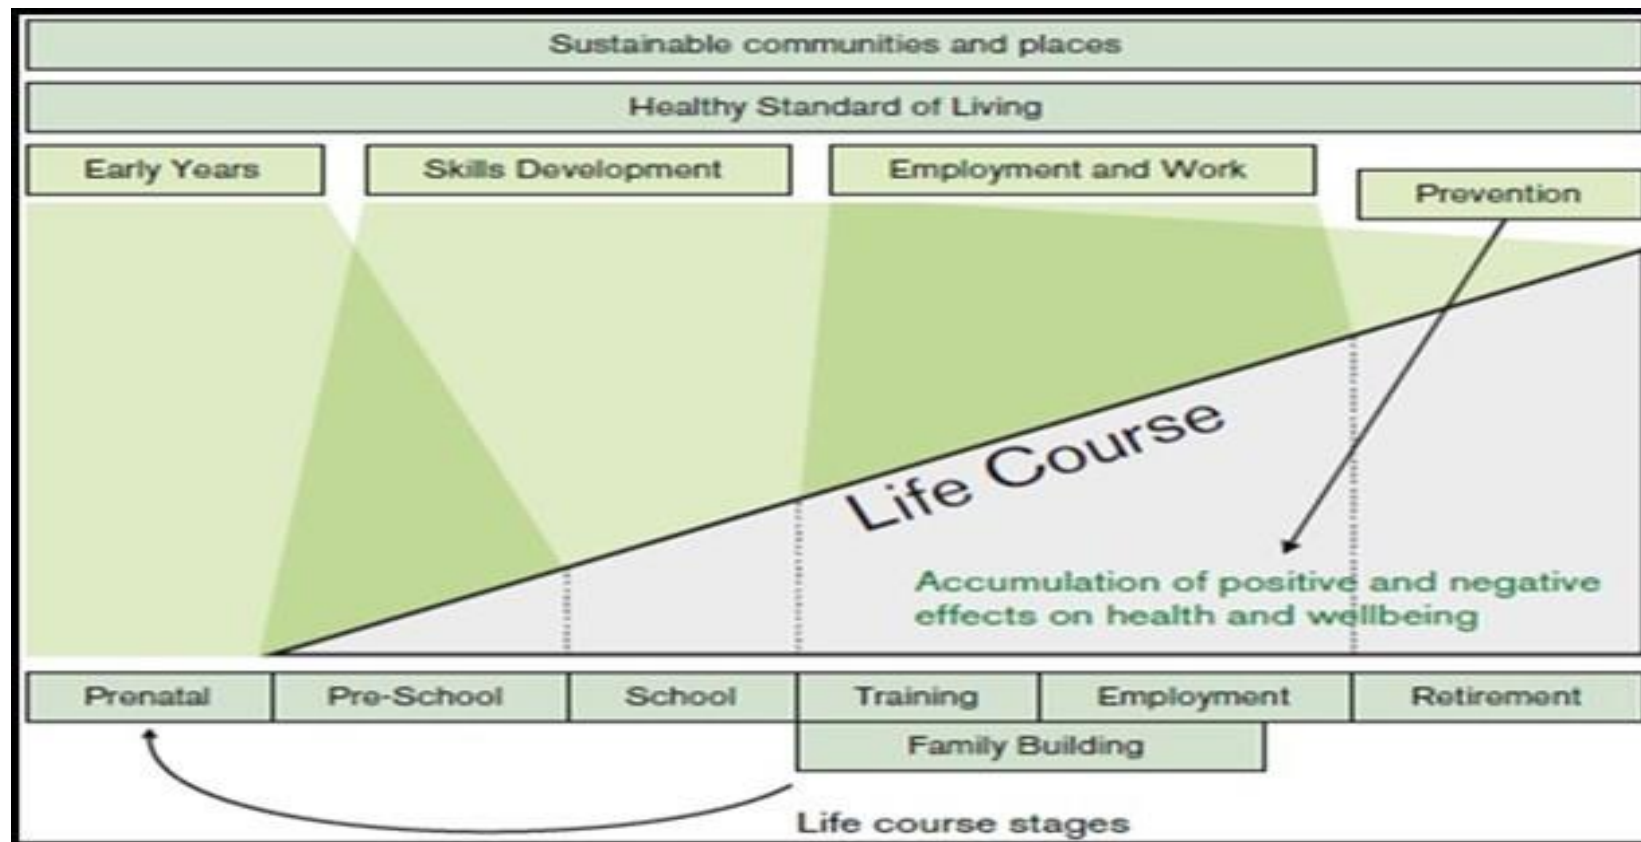 Sustainable communities and places
Healthy Standard of Living
Early Years
Skills Development
Employment and Work
Prevention
Life Course
Accumulation of positive and negative
effects on health and wellbeing
Prenatal
Pre-School
School
Training
Employment
Retirement
Family Building
Life course stages